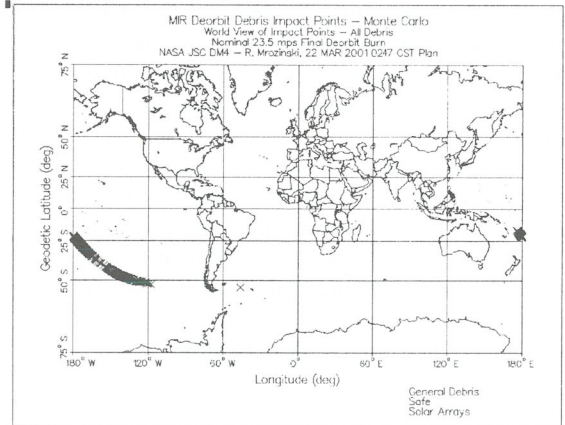 MIR Deorbit Debris Impact Points – Monte Carlo
World View of Impact Points – All Debris
Nominal 23.5 mps Final Deorbit Burn
NASA JSC DM4 – R. Mrozinski, 22 MAR 2001 0247 CST Plan
75° N
50° N
25° N
0°
25° S
50° S
75° S
Geodetic Latitude (deg)
180° W
120° W
60° W
0°
60° E
120° E
180° E
Longitude (deg)
General Debris
Safe
Solar Arrays